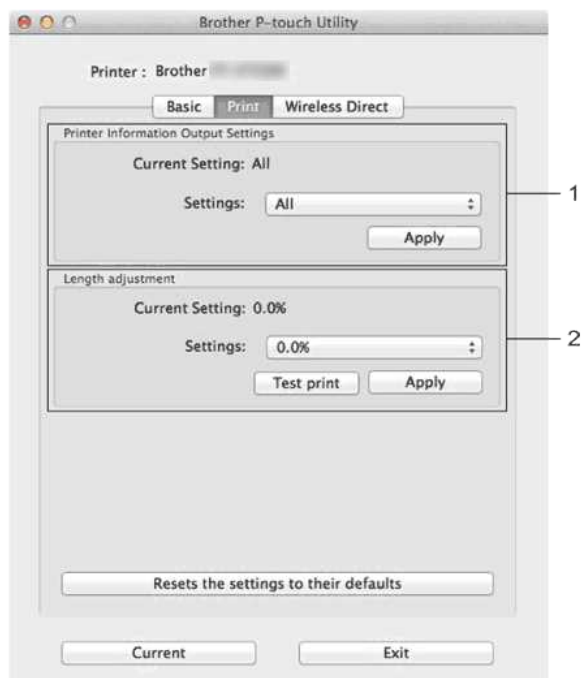 Brother P-touch Utility
Printer : Brother
Basic Print Wireless Direct
Printer Information Output Settings
Current Setting: All
Settings: All
Apply
1
Length adjustment
Current Setting: 0.0%
Settings: 0.0%
Test print Apply
2
Resets the settings to their defaults
Current Exit